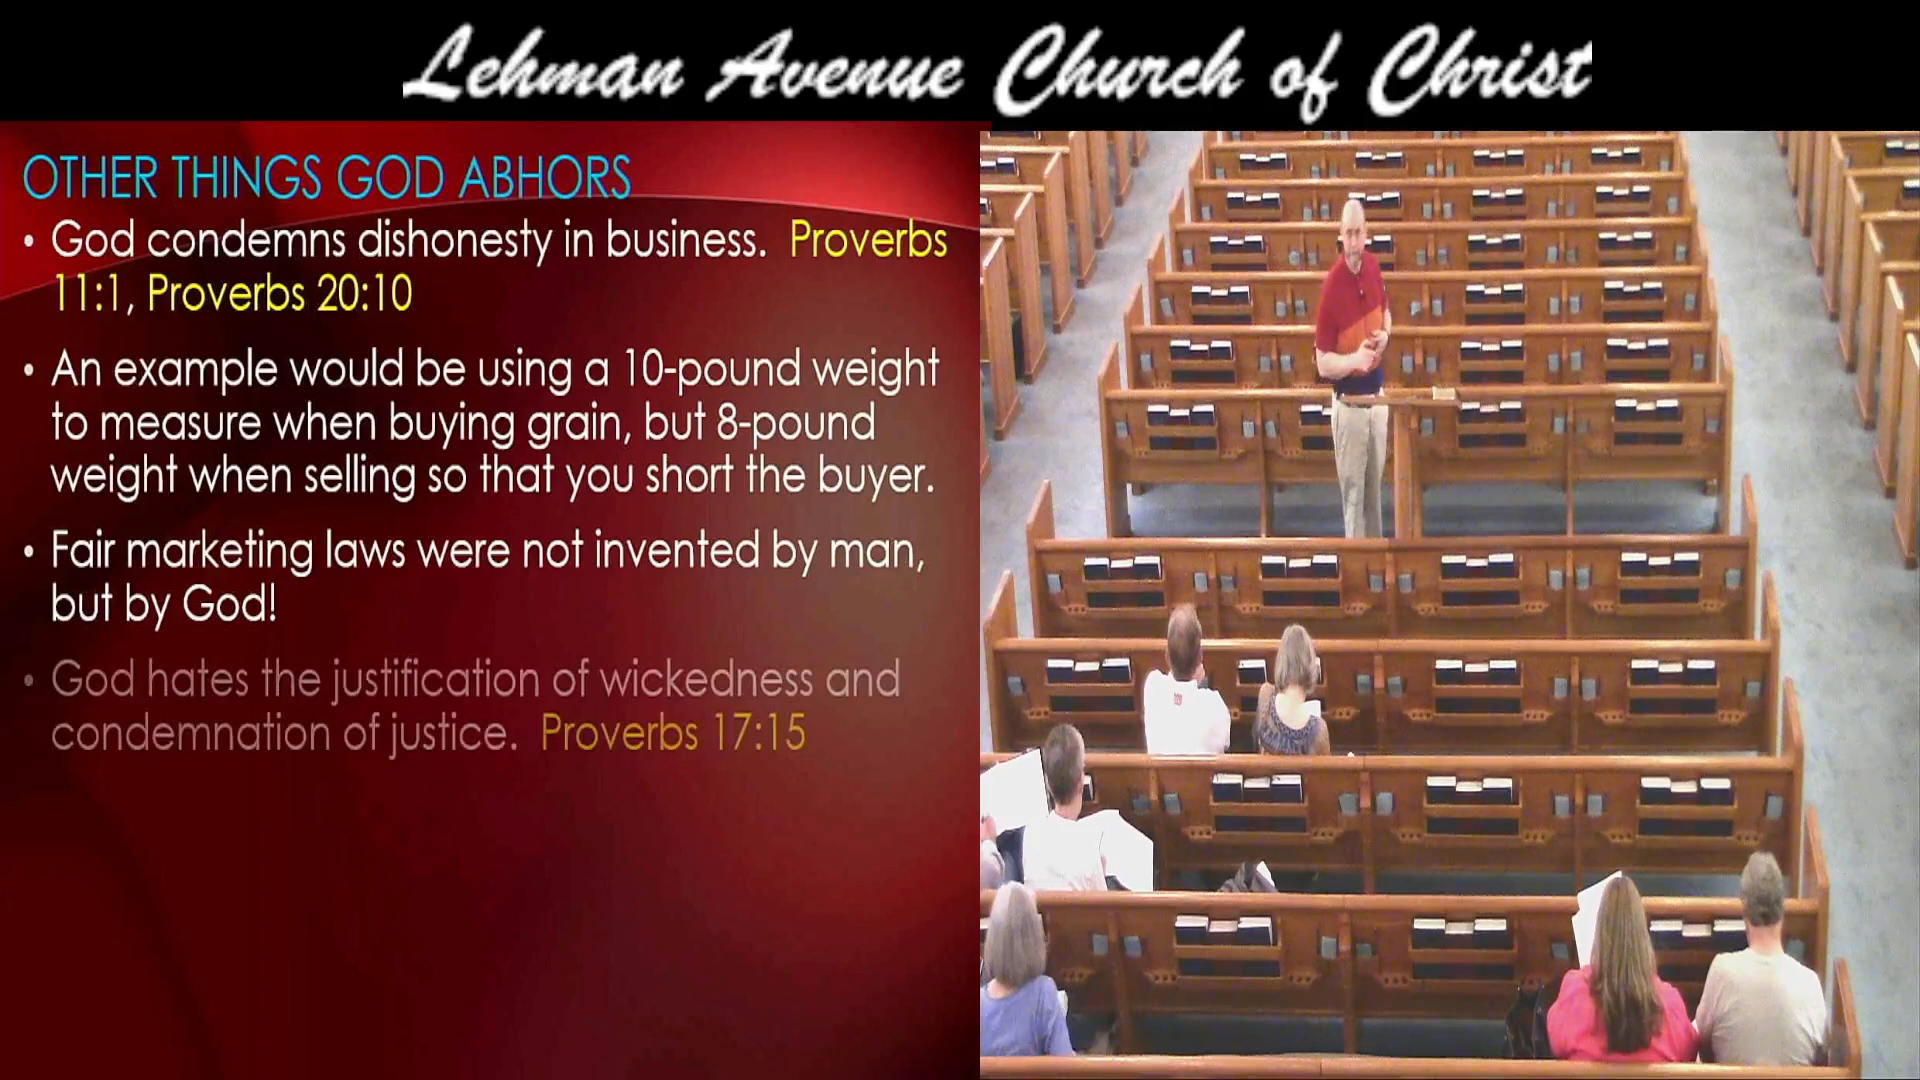 Lehman Avenue Church of Christ
OTHER THINGS GOD ABHORS
• God condemns dishonesty in business.  Proverbs
11:1, Proverbs 20:10
• An example would be using a 10-pound weight
to measure when buying grain, but 8-pound
weight when selling so that you short the buyer.
• Fair marketing laws were not invented by man,
but by God!
• God hates the justification of wickedness and
condemnation of justice.  Proverbs 17:15